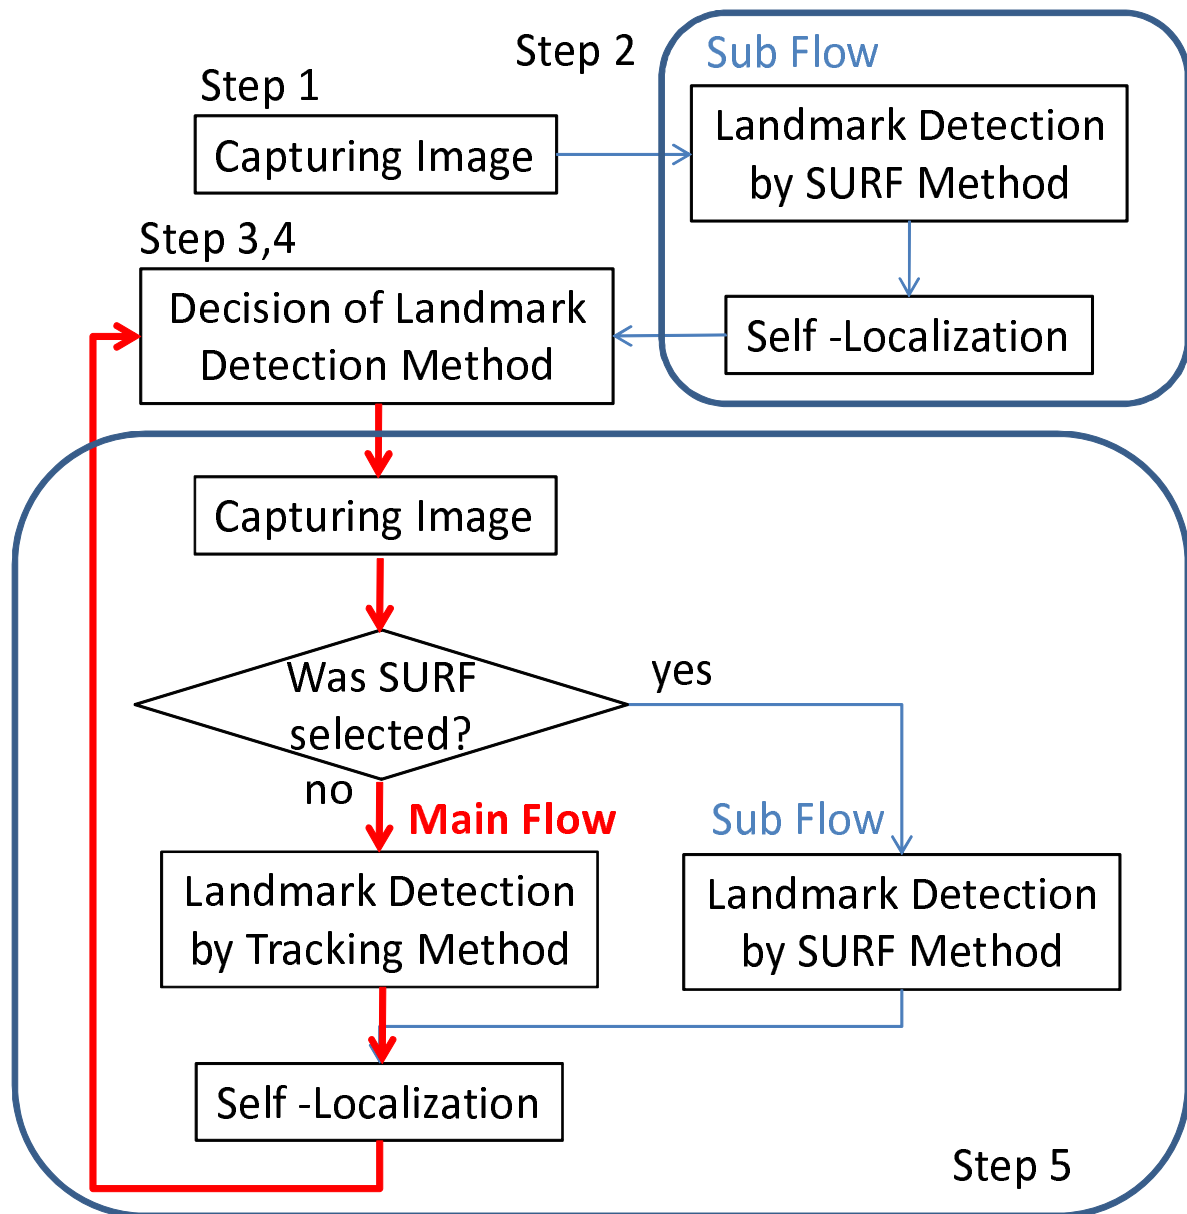 Step 1
Capturing Image
Step 2
Sub Flow
Landmark Detection
by SURF Method
Self -Localization
Step 3,4
Decision of Landmark
Detection Method
Capturing Image
Was SURF
selected?
yes
no
Main Flow
Sub Flow
Landmark Detection
by Tracking Method
Landmark Detection
by SURF Method
Self -Localization
Step 5